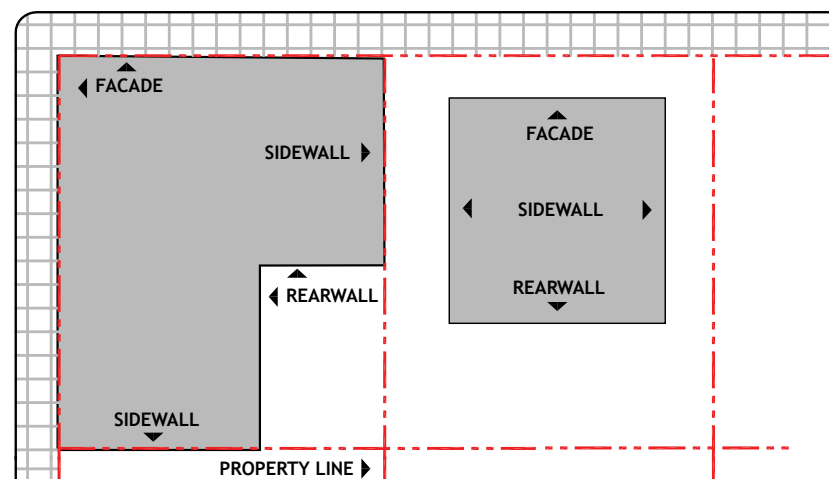 FACADE
SIDEWALL
REARWALL
SIDEWALL
FACADE
SIDEWALL
REARWALL
PROPERTY LINE